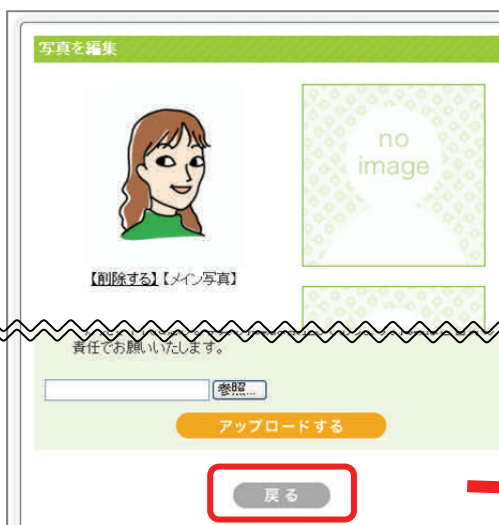 写真を編集
no
image
【削除する】【メイン写真】
責任でお願いいたします。
参照...
アップロードする
戻る